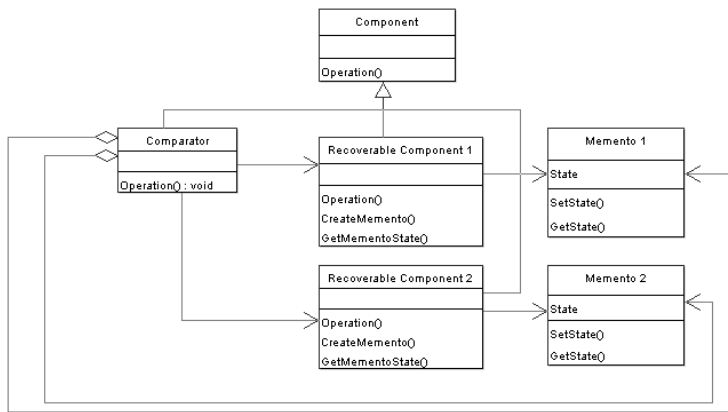 Component
Operation()
Comparator
Operation() : void
Recoverable Component 1
Operation()
CreateMemento()
GetMementoState()
Memento 1
State
SetState()
GetState()
Recoverable Component 2
Operation()
CreateMemento()
GetMementoState()
Memento 2
State
SetState()
GetState()